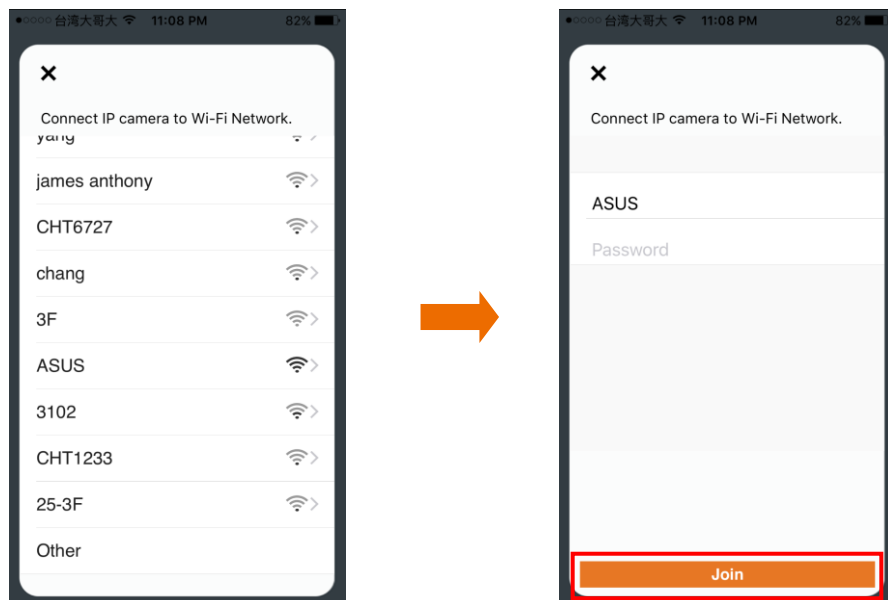 台湾大哥大 11:08 PM 82%
Connect IP camera to Wi-Fi Network.
yang
james anthony
CHT6727
chang
3F
ASUS
3102
CHT1233
25-3F
Other
台湾大哥大 11:08 PM 82%
Connect IP camera to Wi-Fi Network.
ASUS
Password
Join